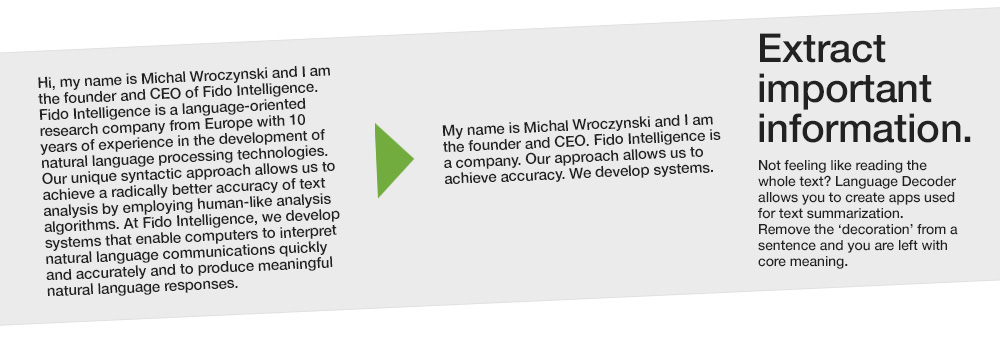 Hi, my name is Michal Wroczynski and I am
the founder and CEO of Fido Intelligence.
Fido Intelligence is a language-oriented
research company from Europe with 10
years of experience in the development of
natural language processing technologies.
Our unique syntactic approach allows us to
achieve a radically better accuracy of text
analysis by employing human-like analysis
algorithms. At Fido Intelligence, we develop
systems that enable computers to interpret
natural language communications quickly
and accurately and to produce meaningful
natural language responses.
My name is Michal Wroczynski and I am
the founder and CEO. Fido Intelligence is
a company. Our approach allows us to
achieve accuracy. We develop systems.
Extract
important
information.
Not feeling like reading the
whole text? Language Decoder
allows you to create apps used
for text summarization.
Remove the ‘decoration’ from a
sentence and you are left with
core meaning.